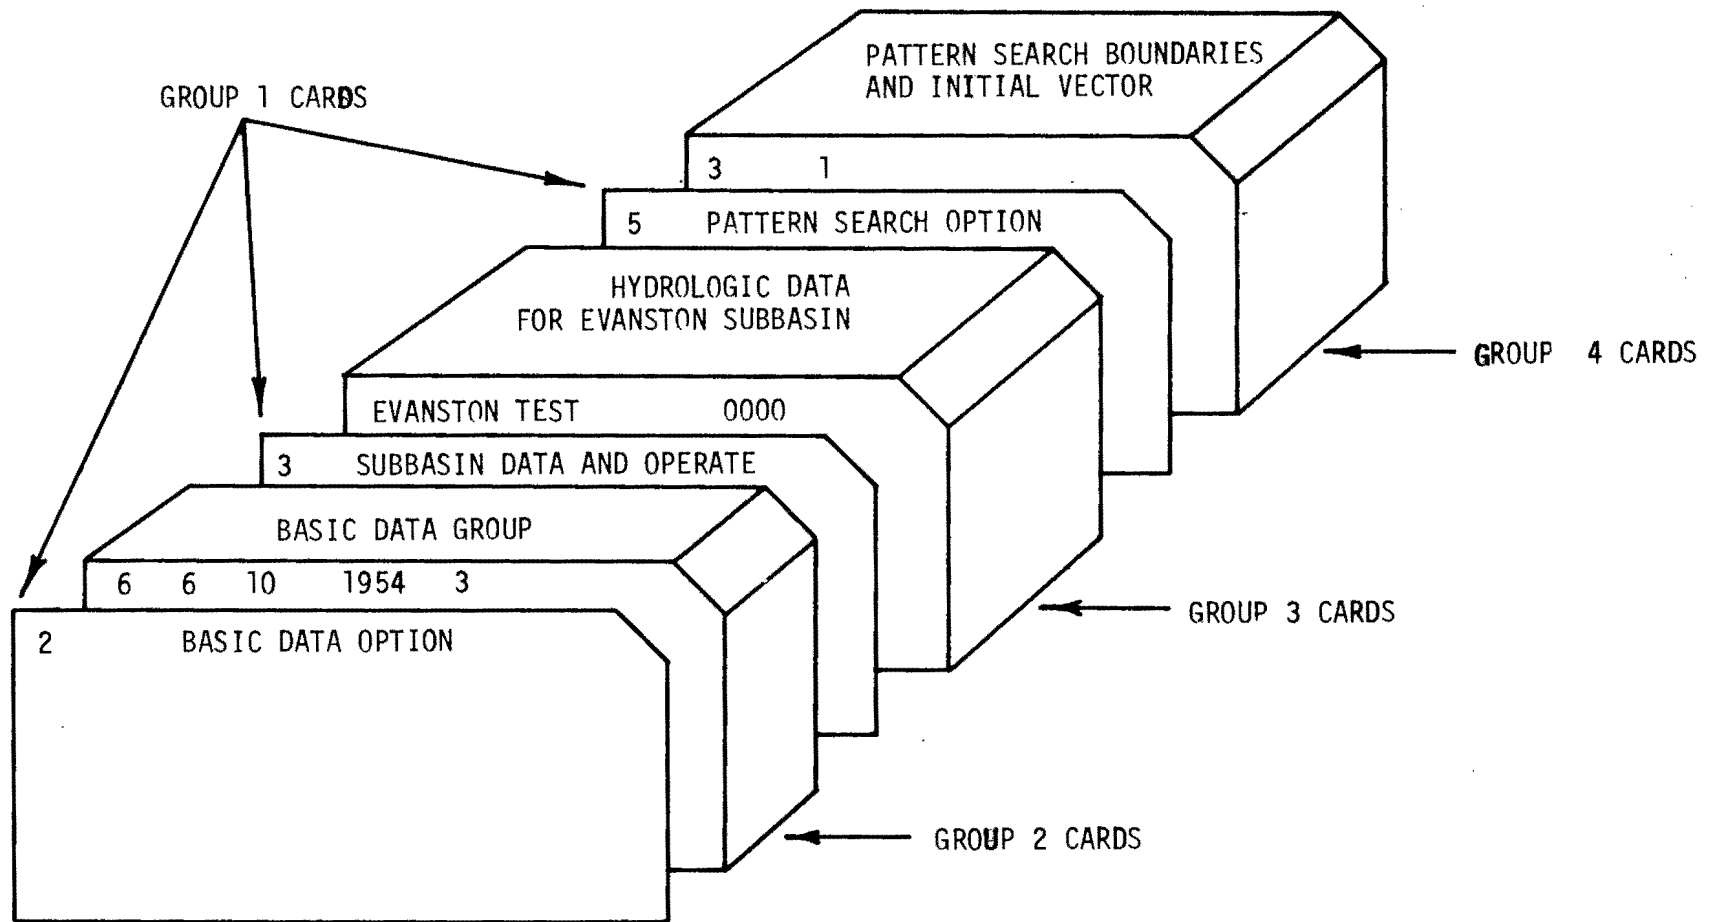 PATTERN SEARCH BOUNDARIES
AND INITIAL VECTOR
GROUP 1 CARDS
3 1
5 PATTERN SEARCH OPTION
HYDROLOGIC DATA
FOR EVANSTON SUBBASIN
GROUP 4 CARDS
EVANSTON TEST 0000
3 SUBBASIN DATA AND OPERATE
BASIC DATA GROUP
6 6 10 1954 3
GROUP 3 CARDS
2 BASIC DATA OPTION
GROUP 2 CARDS